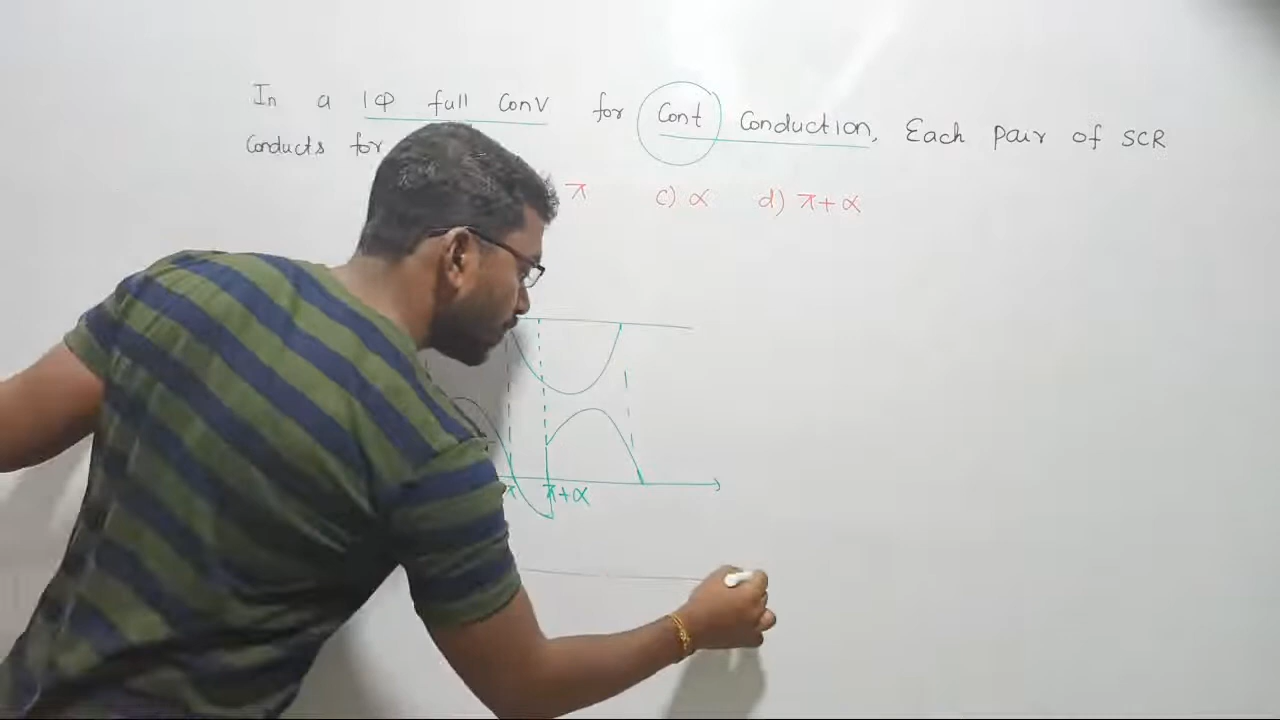 In a 1Φ full Conv for Cont Conduction, Each pair of SCR
Conducts for
π c) α d) π+α
π π+α